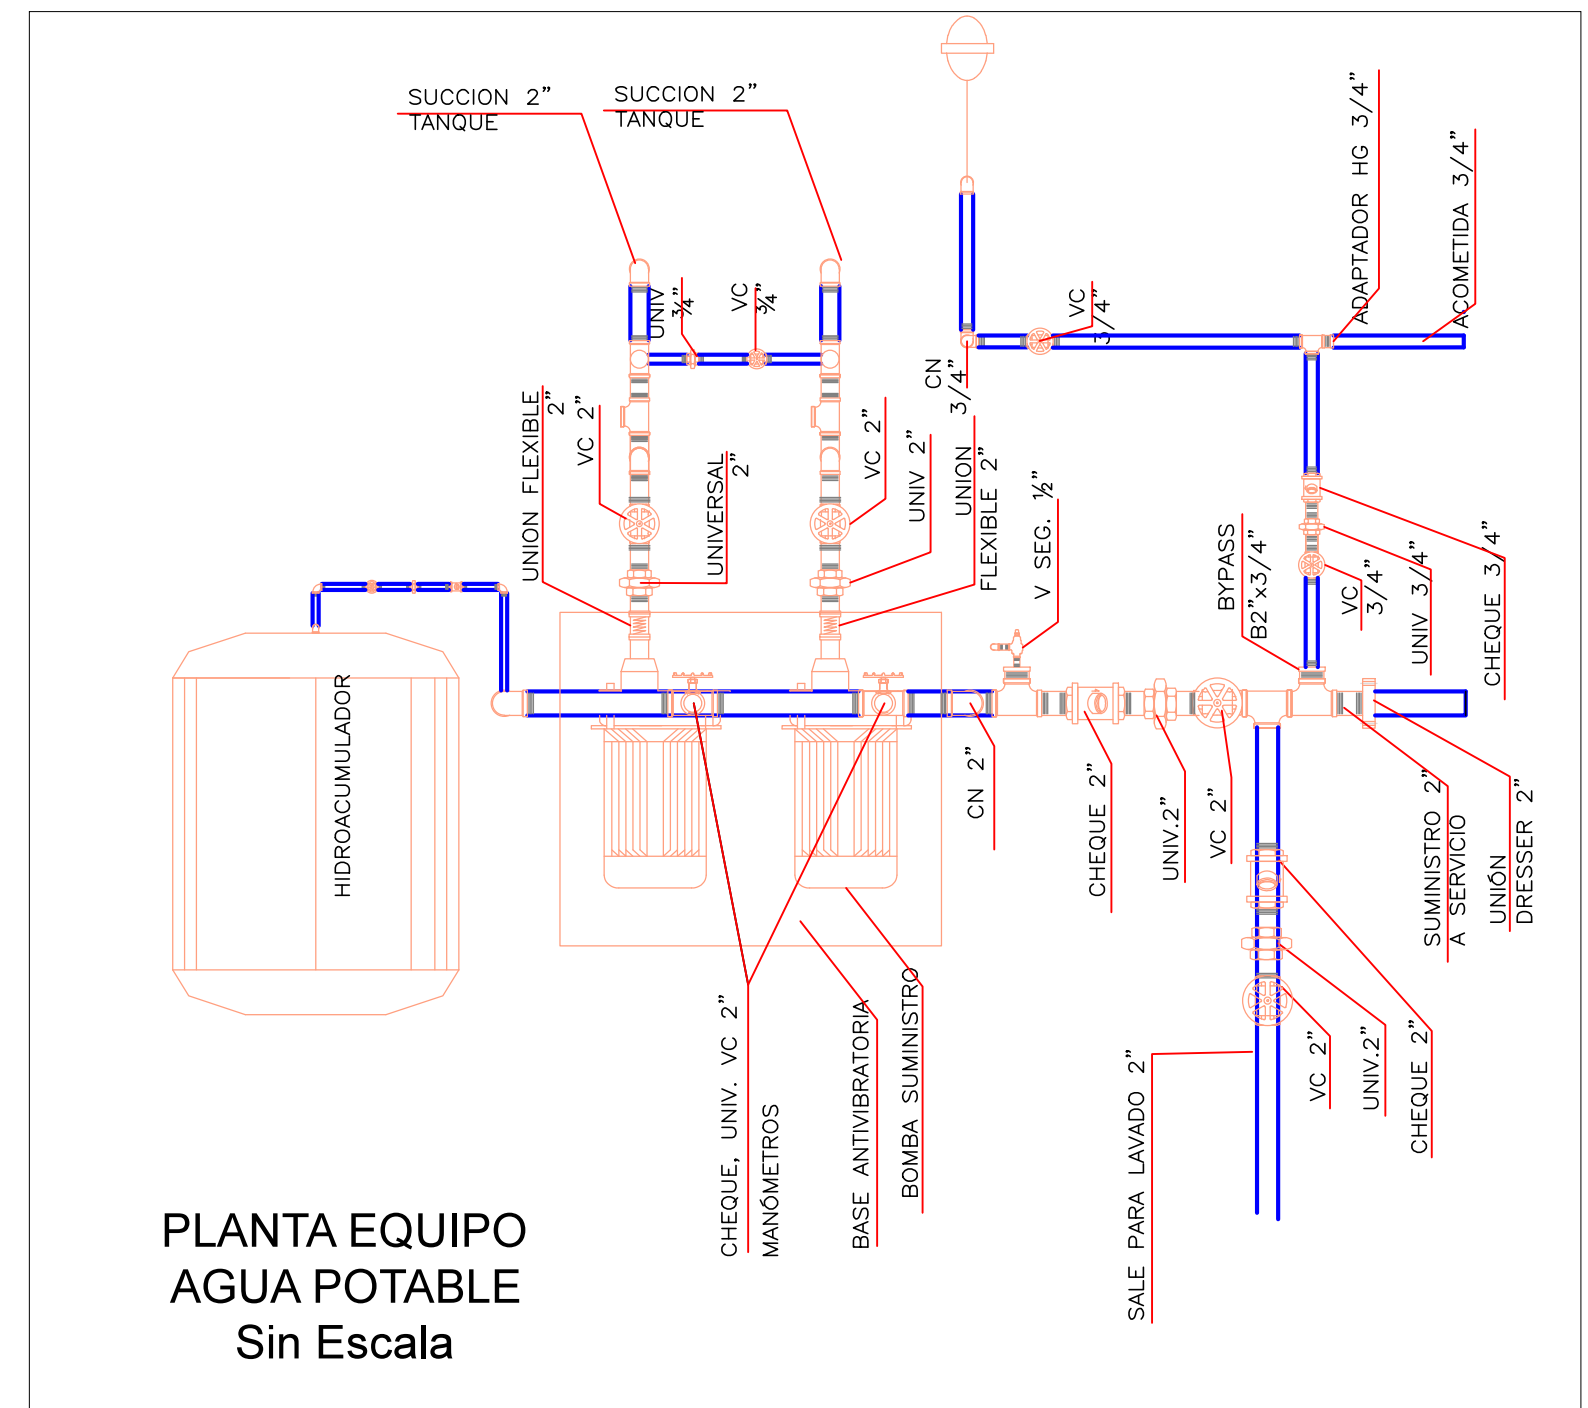 SUCCION 2”
TANQUE
SUCCION 2”
TANQUE
UNIV
¾”
VC
¾”
VC
3/4”
ADAPTADOR HG 3/4”
ACOMETIDA 3/4”
CN
3/4”
UNION FLEXIBLE
2”
VC 2”
UNIVERSAL
2”
VC 2”
UNIV 2”
UNION
FLEXIBLE 2”
V SEG. ½”
BYPASS
B2”x3/4”
VC
3/4”
UNIV 3/4”
CHEQUE 3/4”
HIDROACUMULADOR
CN 2”
CHEQUE 2”
UNIV.2”
VC 2”
SUMINISTRO 2”
A SERVICIO
UNIÓN
DRESSER 2”
CHEQUE, UNIV. VC 2”
MANÓMETROS
BASE ANTIVIBRATORIA
BOMBA SUMINISTRO
SALE PARA LAVADO 2”
VC 2”
UNIV.2”
CHEQUE 2”
PLANTA EQUIPO
AGUA POTABLE
Sin Escala